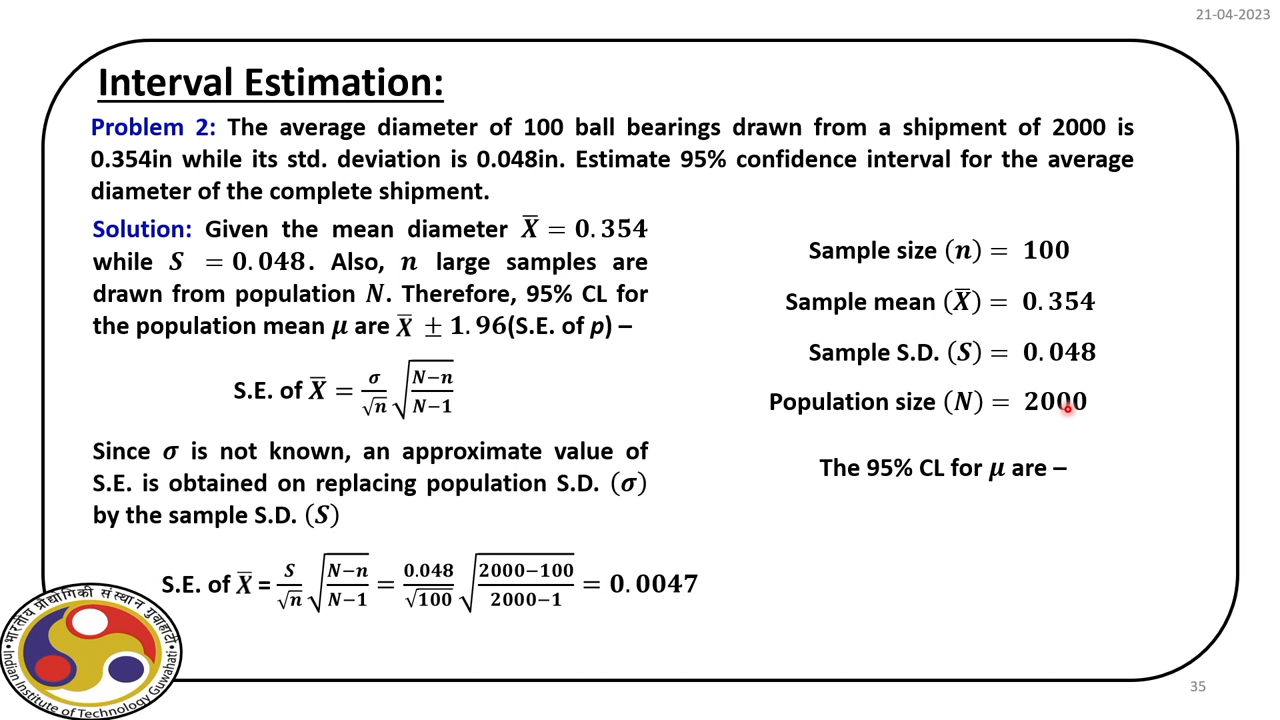 21-04-2023
Interval Estimation:
Problem 2: The average diameter of 100 ball bearings drawn from a shipment of 2000 is
0.354in while its std. deviation is 0.048in. Estimate 95% confidence interval for the average
diameter of the complete shipment.
Solution: Given the mean diameter X̅ = 0.354
while S = 0.048. Also, n large samples are
drawn from population N. Therefore, 95% CL for
the population mean μ are X̅ ±1.96(S.E. of p) –
S.E. of X̅ = σ/√n √((N−n)/(N−1))
Since σ is not known, an approximate value of
S.E. is obtained on replacing population S.D. (σ)
by the sample S.D. (S)
S.E. of X̅ = S/√n √((N−n)/(N−1)) = 0.048/√100 √((2000−100)/(2000−1)) = 0.0047
Sample size (n) = 100
Sample mean (X̅) = 0.354
Sample S.D. (S) = 0.048
Population size (N) = 2000
The 95% CL for μ are –
भारतीय प्रौद्योगिकी संस्थान गुवाहाटी
Indian Institute of Technology Guwahati
35